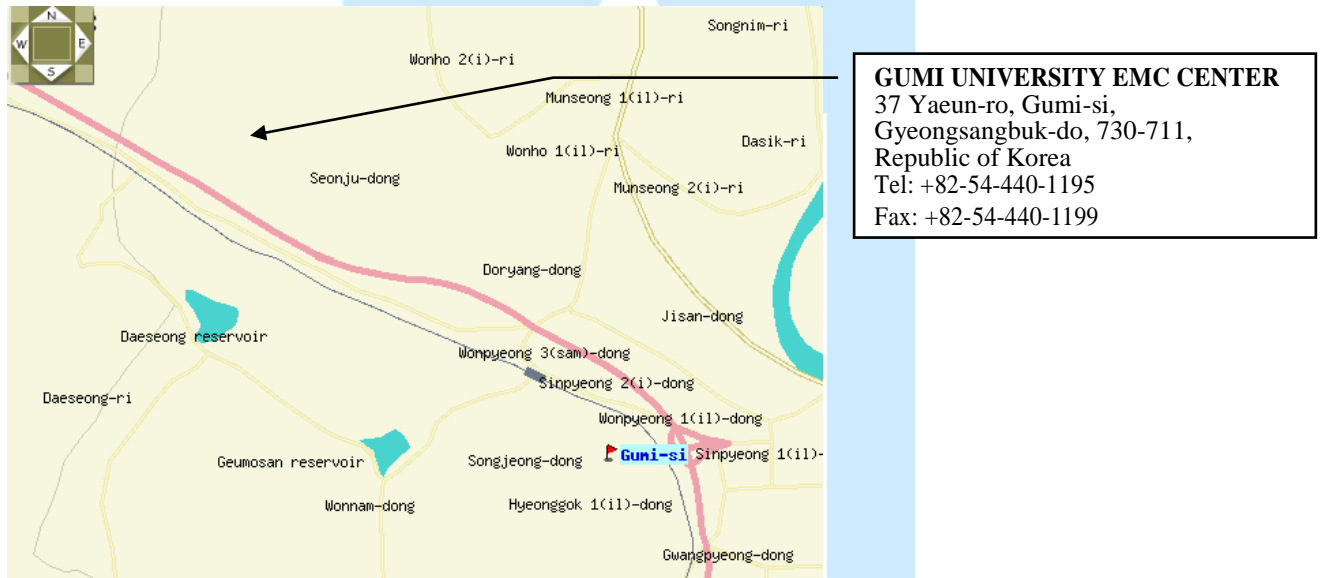 N
W
E
S
Songnim-ri
Wonho 2(i)-ri
Munseong 1(il)-ri
Dasik-ri
Wonho 1(il)-ri
Seonju-dong
Munseong 2(i)-ri
Doryang-dong
Jisan-dong
Daeseong reservoir
Wonpyeong 3(sam)-dong
Sinpyeong 2(i)-dong
Daeseong-ri
Wonpyeong 1(il)-dong
Gumi-si
Sinpyeong 1(il)-
Geumosan reservoir
Songjeong-dong
Wonnam-dong
Hyeonggok 1(il)-dong
Gwangpyeong-dong
GUMI UNIVERSITY EMC CENTER
37 Yaeun-ro, Gumi-si,
Gyeongsangbuk-do, 730-711,
Republic of Korea
Tel: +82-54-440-1195
Fax: +82-54-440-1199